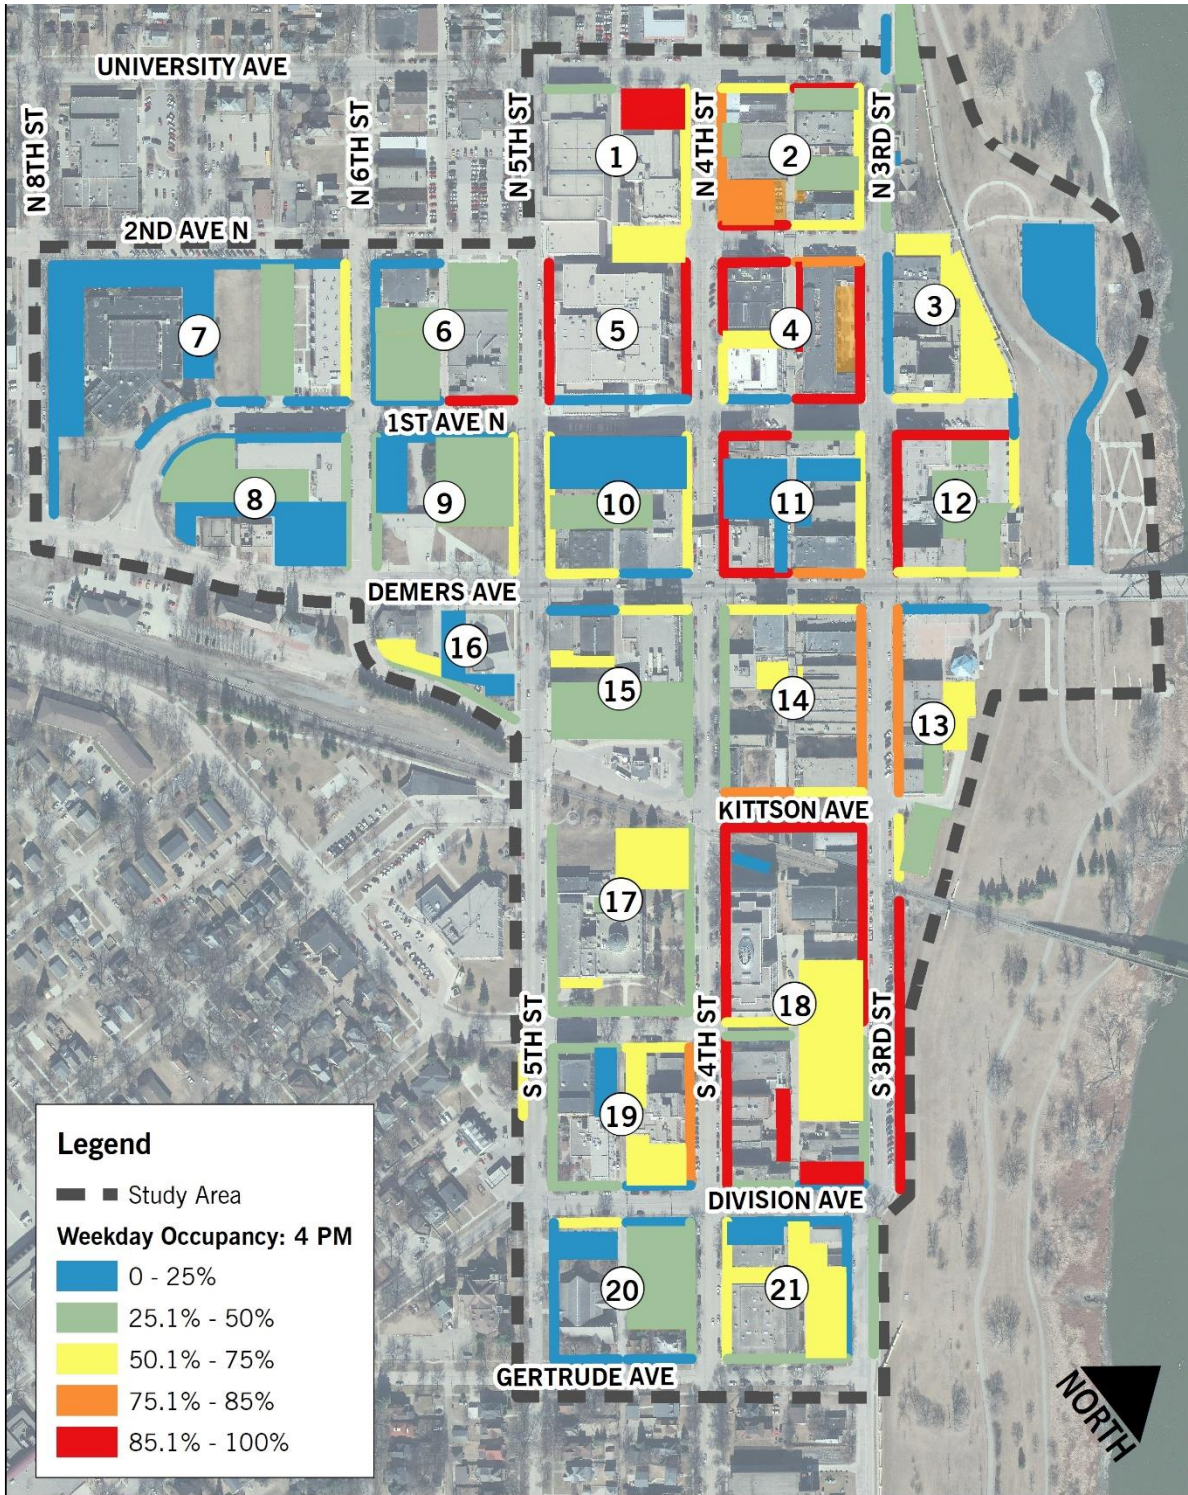 UNIVERSITY AVE
N 8TH ST
N 6TH ST
N 5TH ST
N 4TH ST
N 3RD ST
1
2
2ND AVE N
3
7
6
5
4
1ST AVE N
8
9
10
11
12
DEMERS AVE
16
15
14
13
KITTSON AVE
17
18
S 5TH ST
S 4TH ST
S 3RD ST
19
DIVISION AVE
20
21
GERTRUDE AVE
Legend
Study Area
Weekday Occupancy: 4 PM
0 - 25%
25.1% - 50%
50.1% - 75%
75.1% - 85%
85.1% - 100%
NORTH